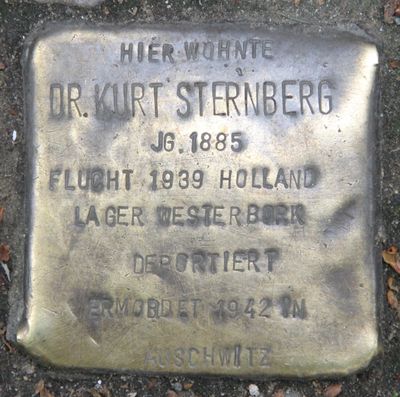 HIER WOHNTE
DR. KURT STERNBERG
JG. 1885
FLUCHT 1939 HOLLAND
LAGER WESTERBORK
DEPORTIERT
ERMORDET 1942 IN
AUSCHWITZ